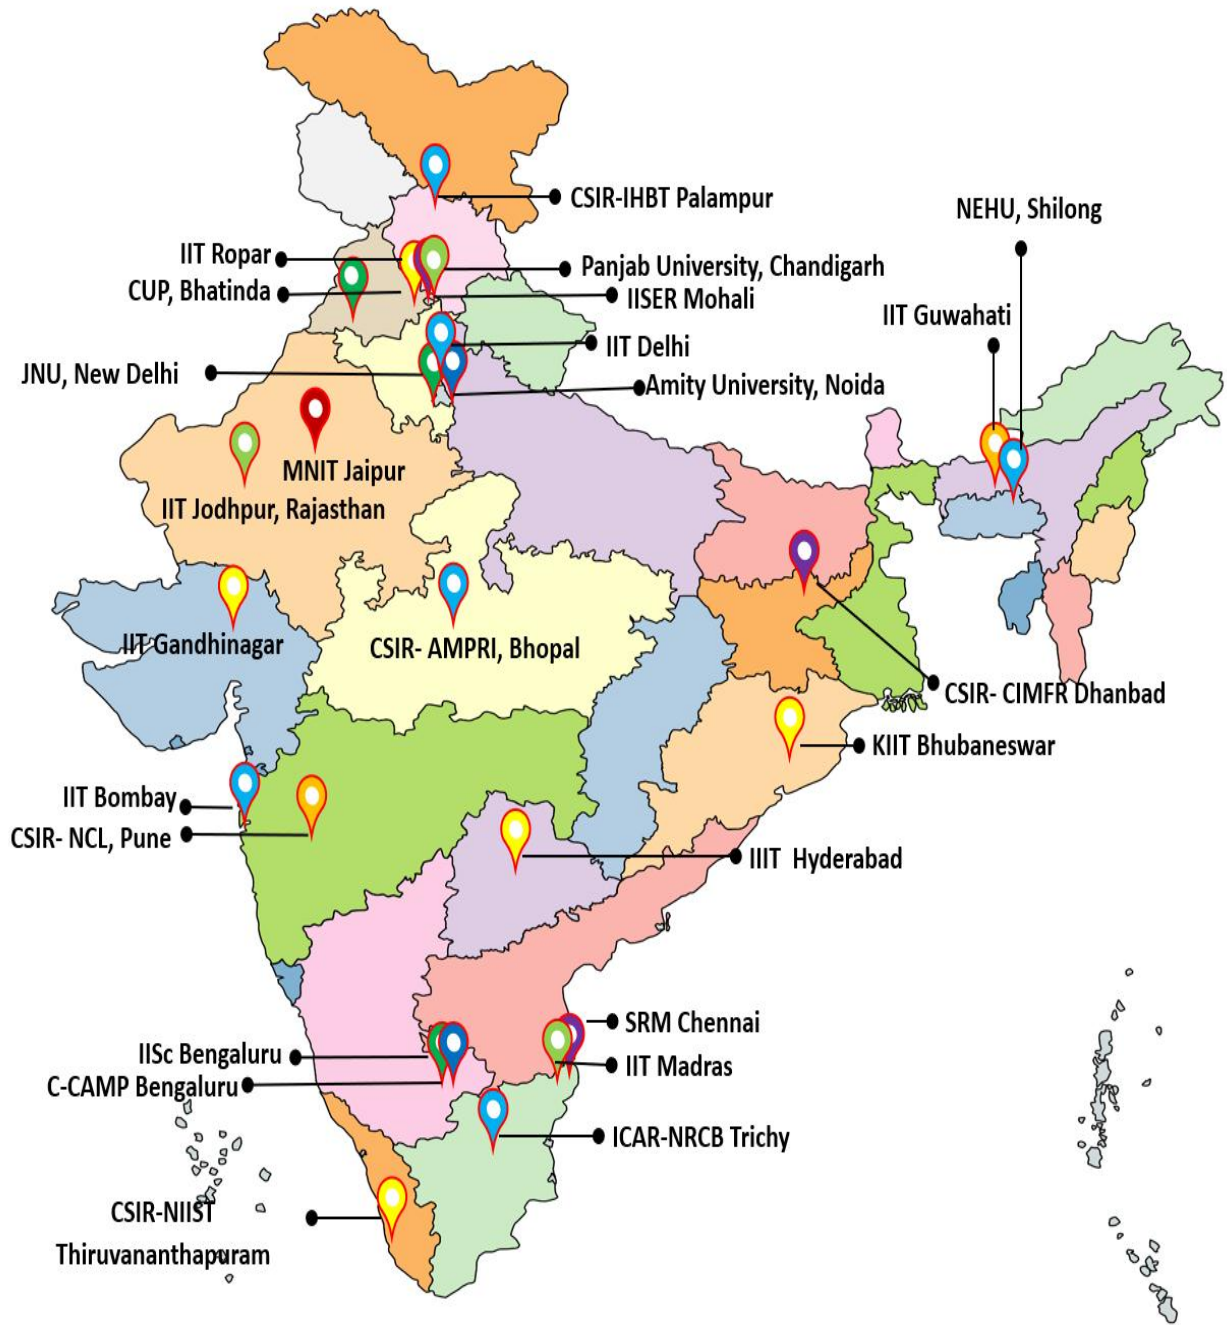 CSIR-IHBT Palampur
NEHU, Shilong
IIT Ropar
Panjab University, Chandigarh
CUP, Bhatinda
IISER Mohali
IIT Guwahati
IIT Delhi
JNU, New Delhi
Amity University, Noida
MNIT Jaipur
IIT Jodhpur, Rajasthan
IIT Gandhinagar
CSIR- AMPRI, Bhopal
CSIR- CIMFR Dhanbad
KIIT Bhubaneswar
IIT Bombay
CSIR- NCL, Pune
IIIT Hyderabad
SRM Chennai
IISc Bengaluru
IIT Madras
C-CAMP Bengaluru
ICAR-NRCB Trichy
CSIR-NIIST
Thiruvananthapuram